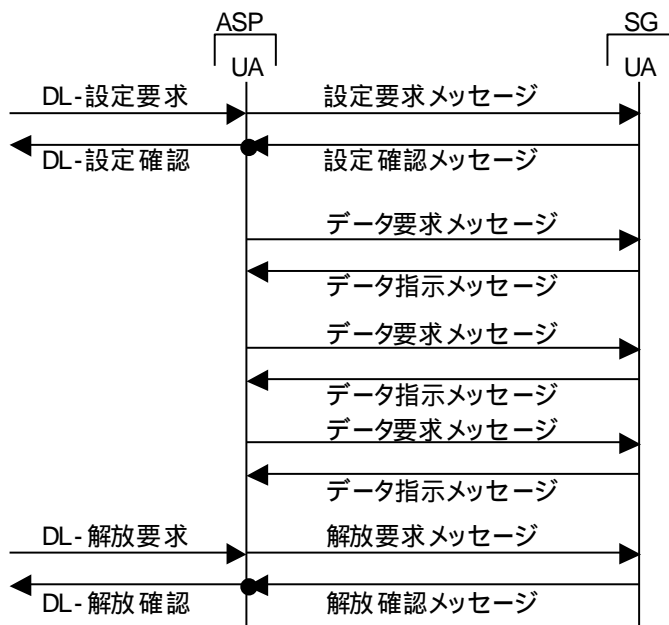 ASP SG
UA UA
DL-設定要求 設定要求メッセージ
DL-設定確認 設定確認メッセージ
データ要求メッセージ
データ指示メッセージ
データ要求メッセージ
データ指示メッセージ
データ要求メッセージ
データ指示メッセージ
DL-解放要求 解放要求メッセージ
DL-解放確認 解放確認メッセージ